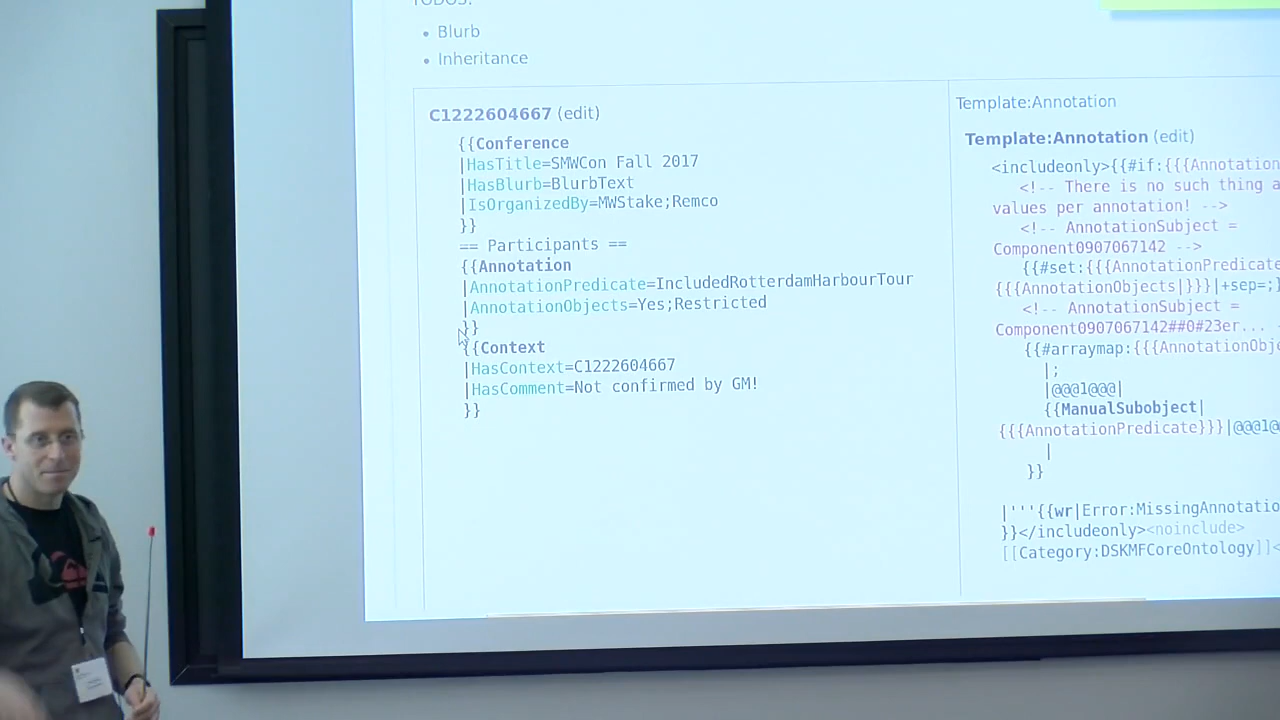 TODOs:
• Blurb
• Inheritance
C1222604667 (edit)
{{Conference
|HasTitle=SMWCon Fall 2017
|HasBlurb=BlurbText
|IsOrganizedBy=MWStake;Remco
}}
== Participants ==
{{Annotation
|AnnotationPredicate=IncludedRotterdamHarbourTour
|AnnotationObjects=Yes;Restricted
}}
{{Context
|HasContext=C1222604667
|HasComment=Not confirmed by GM!
}}
Template:Annotation
Template:Annotation (edit)
<includeonly>{{#if:{{{Annotation
<!-- There is no such thing a
values per annotation! -->
<!-- AnnotationSubject =
Component0907067142 -->
{{#set:{{{AnnotationPredicate
{{{AnnotationObjects|}}}|+sep=;}
<!-- AnnotationSubject =
Component0907067142##0#23er...
{{#arraymap:{{{AnnotationObje
|;
|@@@1@@@|
{{ManualSubobject|
{{{AnnotationPredicate}}}|@@@1@
|
}}
|'''{{wr|Error:MissingAnnotatio
}}</includeonly><noinclude>
[[Category:DSKMFCoreOntology]]<